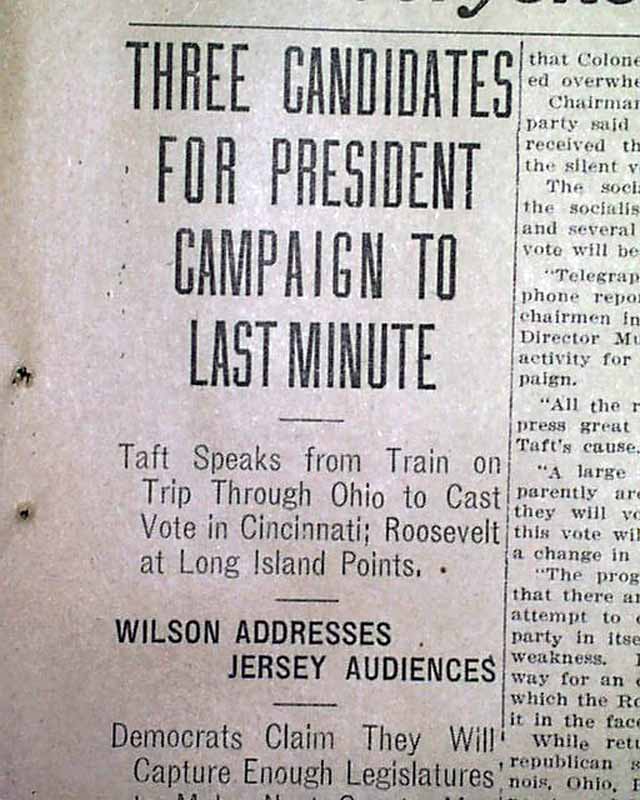 THREE CANDIDATES
FOR PRESIDENT
CAMPAIGN TO
LAST MINUTE
Taft Speaks from Train on
Trip Through Ohio to Cast
Vote in Cincinnati; Roosevelt
at Long Island Points.
WILSON ADDRESSES
JERSEY AUDIENCES
Democrats Claim They Will
Capture Enough Legislatures
that Colone
ed overwhe
Chairman
party said
received th
the silent v
The soci
the socialis
and several
vote will be
"Telegrap
phone repo
chairmen in
Director Mu
activity for
paign.
"All the r
press great
Taft's cause.
"A large
parently are
they will vo
this vote wil
a change in
"The prog
that there ar
attempt to
party in itse
weakness.
way for an
which the Ro
it in the face
While retu
republican s
nois, Ohio,